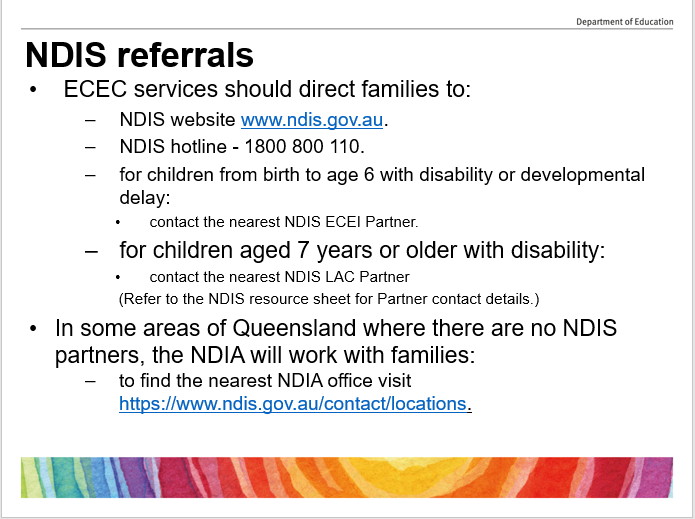 Department of Education
NDIS referrals
• ECEC services should direct families to:
– NDIS website www.ndis.gov.au.
– NDIS hotline - 1800 800 110.
– for children from birth to age 6 with disability or developmental
delay:
• contact the nearest NDIS ECEI Partner.
– for children aged 7 years or older with disability:
• contact the nearest NDIS LAC Partner
(Refer to the NDIS resource sheet for Partner contact details.)
• In some areas of Queensland where there are no NDIS
partners, the NDIA will work with families:
– to find the nearest NDIA office visit
https://www.ndis.gov.au/contact/locations.